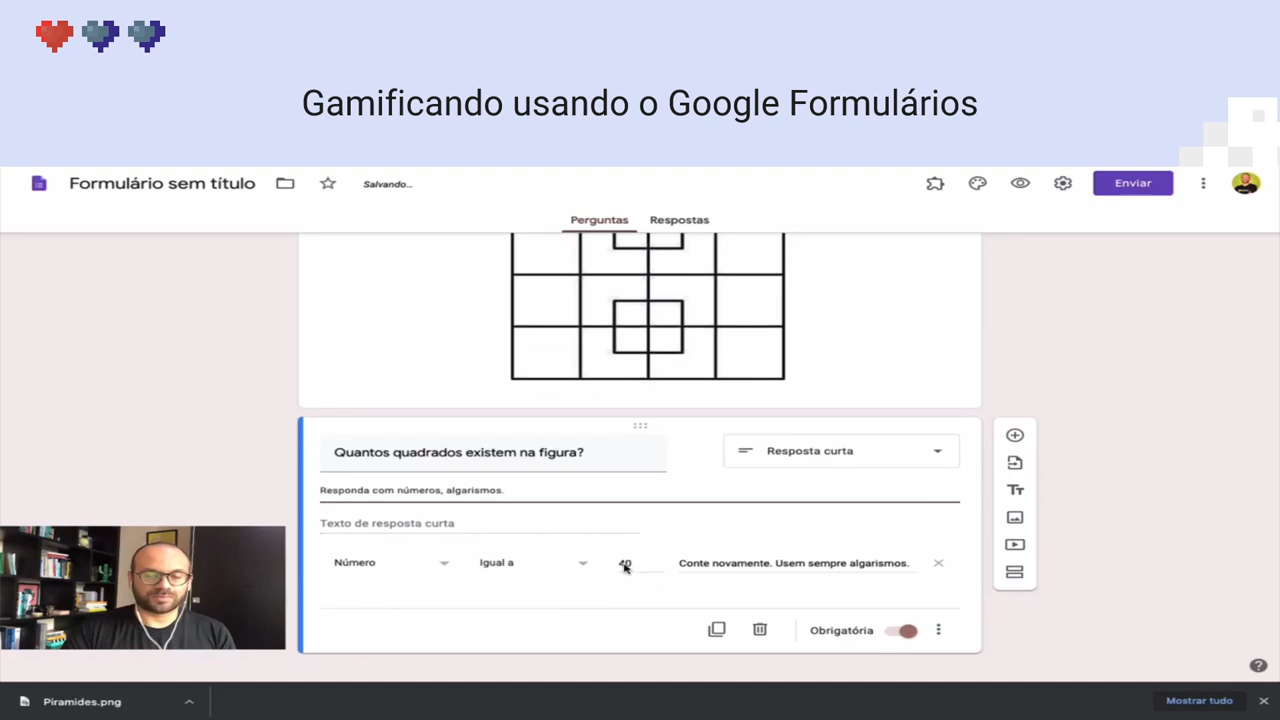 Gamificando usando o Google Formulários
Formulário sem título
Salvando...
Enviar
Perguntas
Respostas
Quantos quadrados existem na figura?
Resposta curta
Responda com números, algarismos.
Texto de resposta curta
Número
Igual a
40
Conte novamente. Usem sempre algarismos.
Obrigatória
Piramides.png
Mostrar tudo